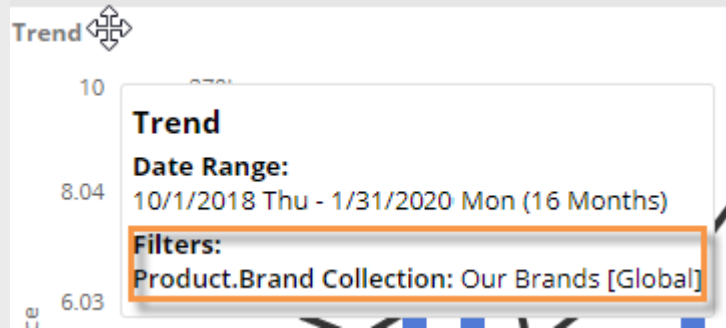 Trend
10
Trend
Date Range:
8.04
10/1/2018 Thu - 1/31/2020 Mon (16 Months)
Filters:
Product.Brand Collection: Our Brands [Global]
6.03